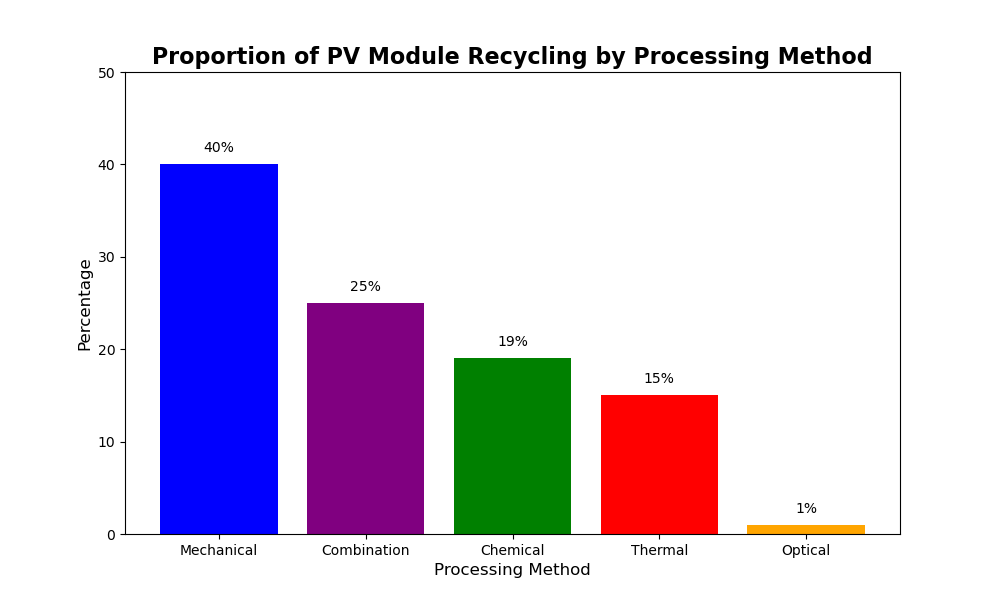 Proportion of PV Module Recycling by Processing Method
50
40
30
20
10
0
Percentage
40%
25%
19%
15%
1%
Mechanical
Combination
Chemical
Thermal
Optical
Processing Method